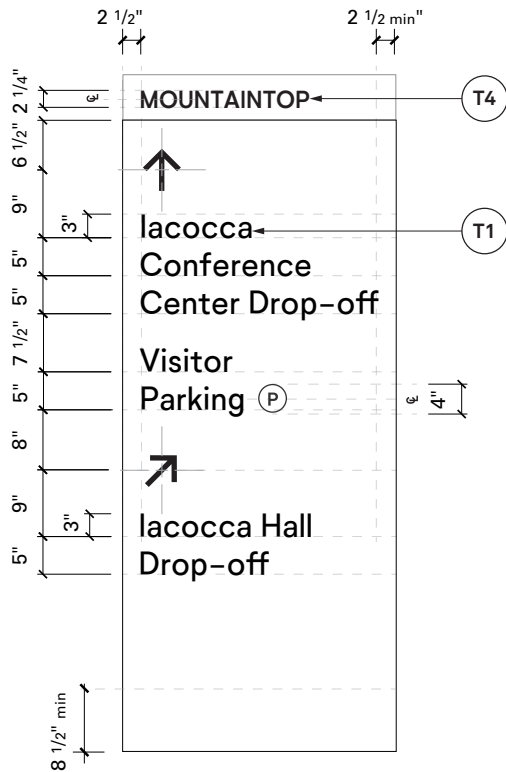 2 1/2"
2 1/2 min"
2 1/4"
℄
MOUNTAINTOP
T4
6 1/2"
9"
3"
Iacocca
T1
5"
Conference
5"
Center Drop-off
7 1/2"
Visitor
5"
Parking P
℄
4"
8"
9"
3"
Iacocca Hall
5"
Drop-off
8 1/2" min